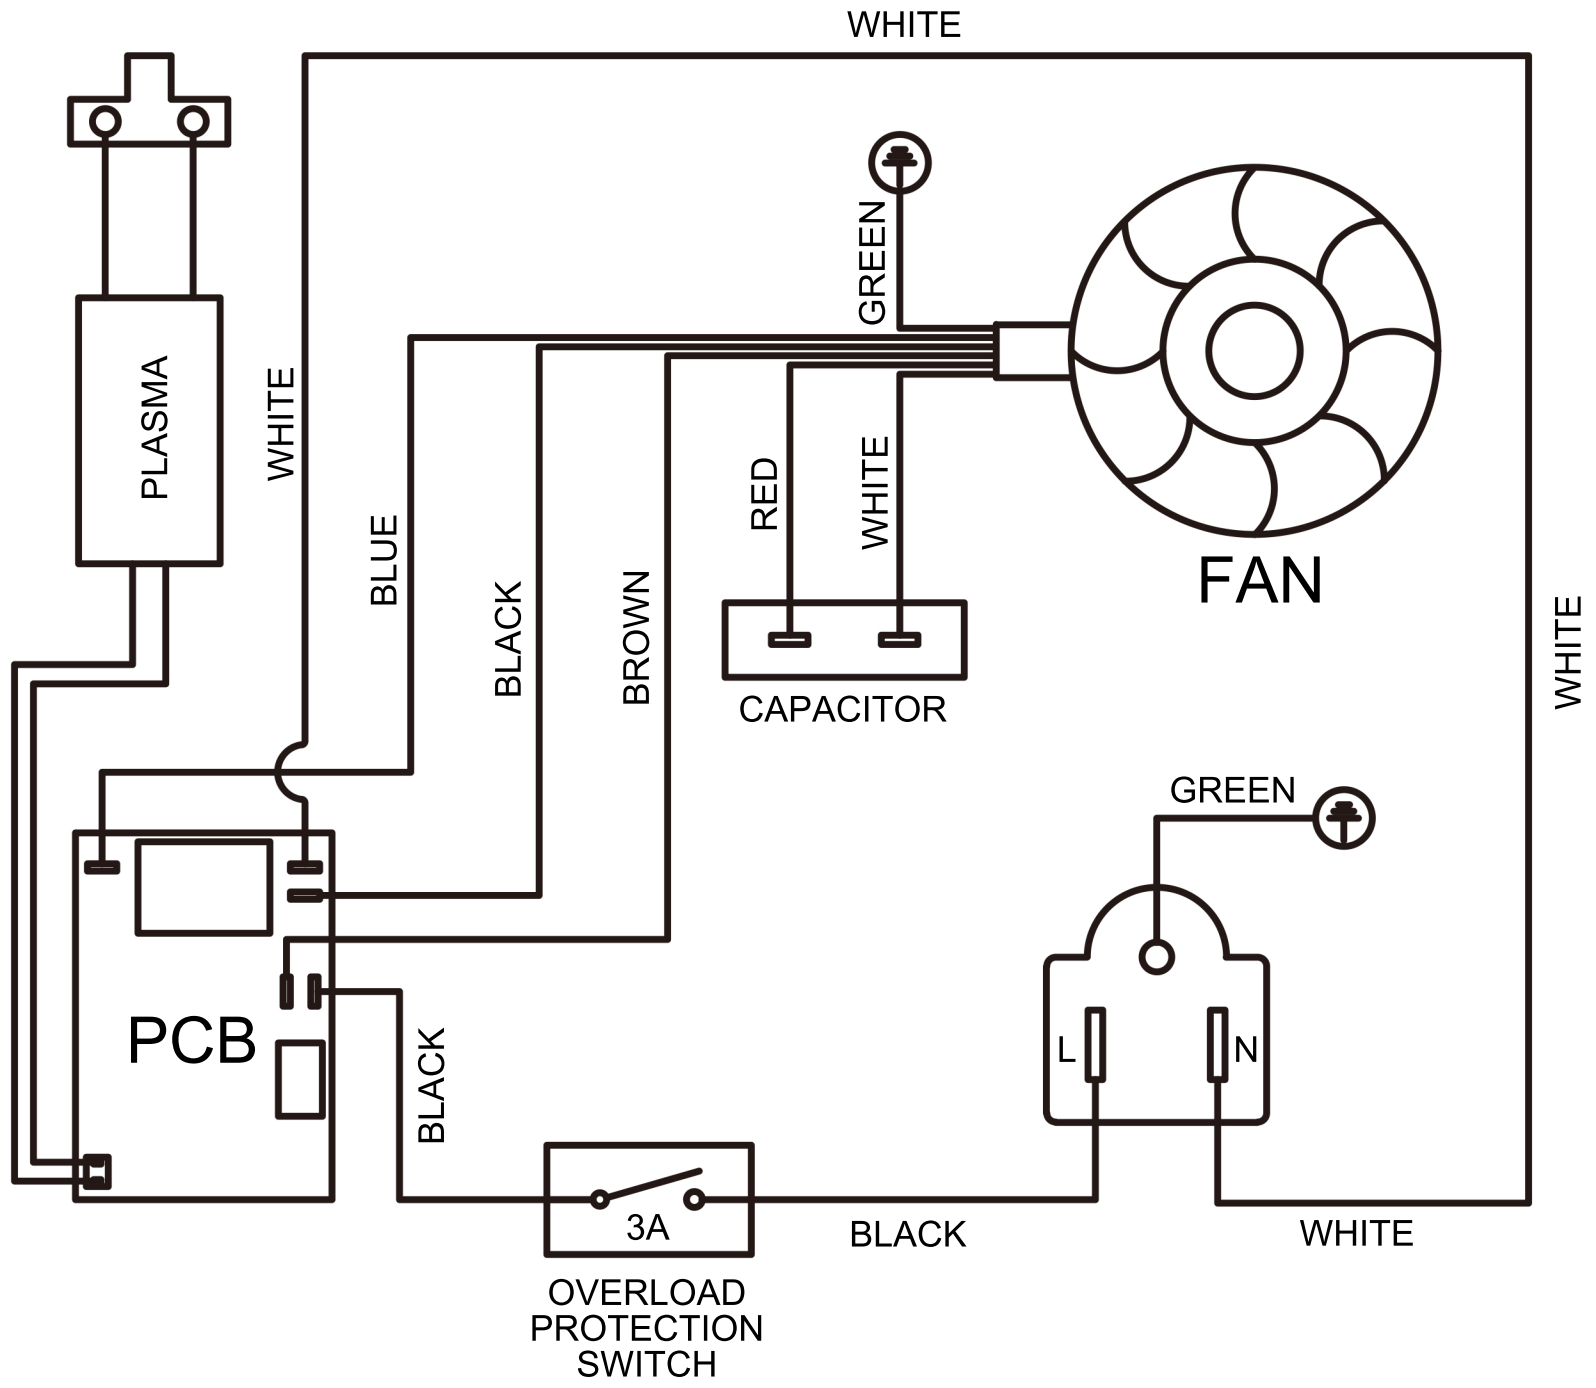 WHITE
GREEN
PLASMA
WHITE
RED
WHITE
BLUE
BLACK
BROWN
FAN
WHITE
CAPACITOR
GREEN
PCB
L
N
BLACK
3A
BLACK
WHITE
OVERLOAD
PROTECTION
SWITCH